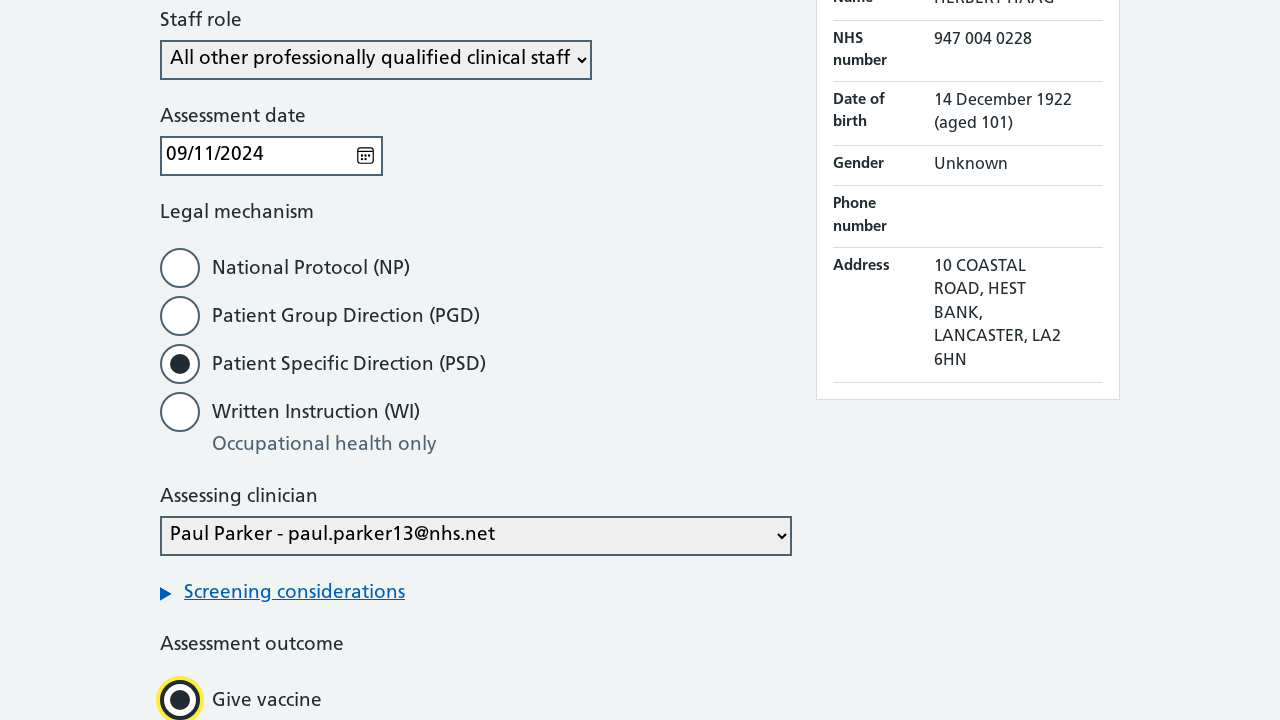 Staff role
All other professionally qualified clinical staff
Assessment date
09/11/2024
Legal mechanism
National Protocol (NP)
Patient Group Direction (PGD)
Patient Specific Direction (PSD)
Written Instruction (WI)
Occupational health only
Assessing clinician
Paul Parker - paul.parker13@nhs.net
Screening considerations
Assessment outcome
Give vaccine
Name HERBERT HAAG
NHS 947 004 0228
number
Date of 14 December 1922
birth (aged 101)
Gender Unknown
Phone
number
Address 10 COASTAL
ROAD, HEST
BANK,
LANCASTER, LA2
6HN